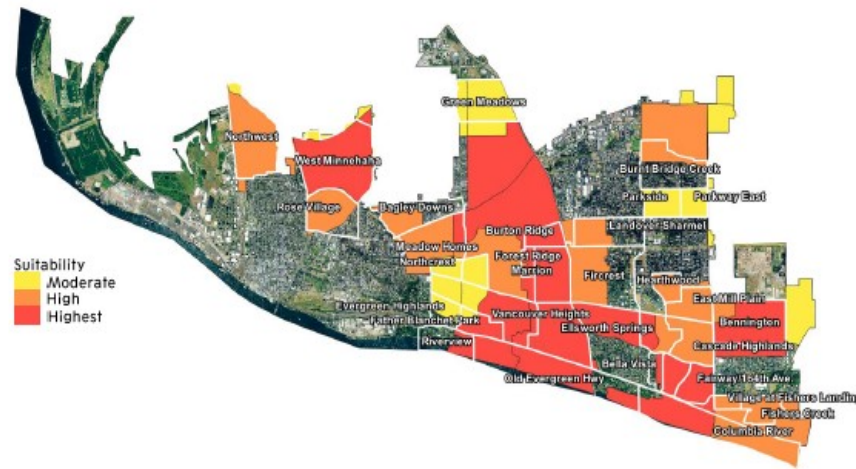 Green Meadows
Northwest
West Minnehaha
Burnt Bridge Creek
Parkside
Parkway East
Rose Village
Bagley Downs
Landover Sharmel
Burton Ridge
Meadow Homes
Forest Ridge
Northcrest
Marrion
Fircrest
Hearthwood
Suitability
Moderate
High
Highest
East Mill Plain
Evergreen Highlands
Vancouver Heights
Bennington
Father Blanchet Park
Ellsworth Springs
Riverview
Cascade Highlands
Bella Vista
Old Evergreen Hwy
Fairway/164th Ave.
Village at Fishers Landin
Fishers Creek
Columbia River